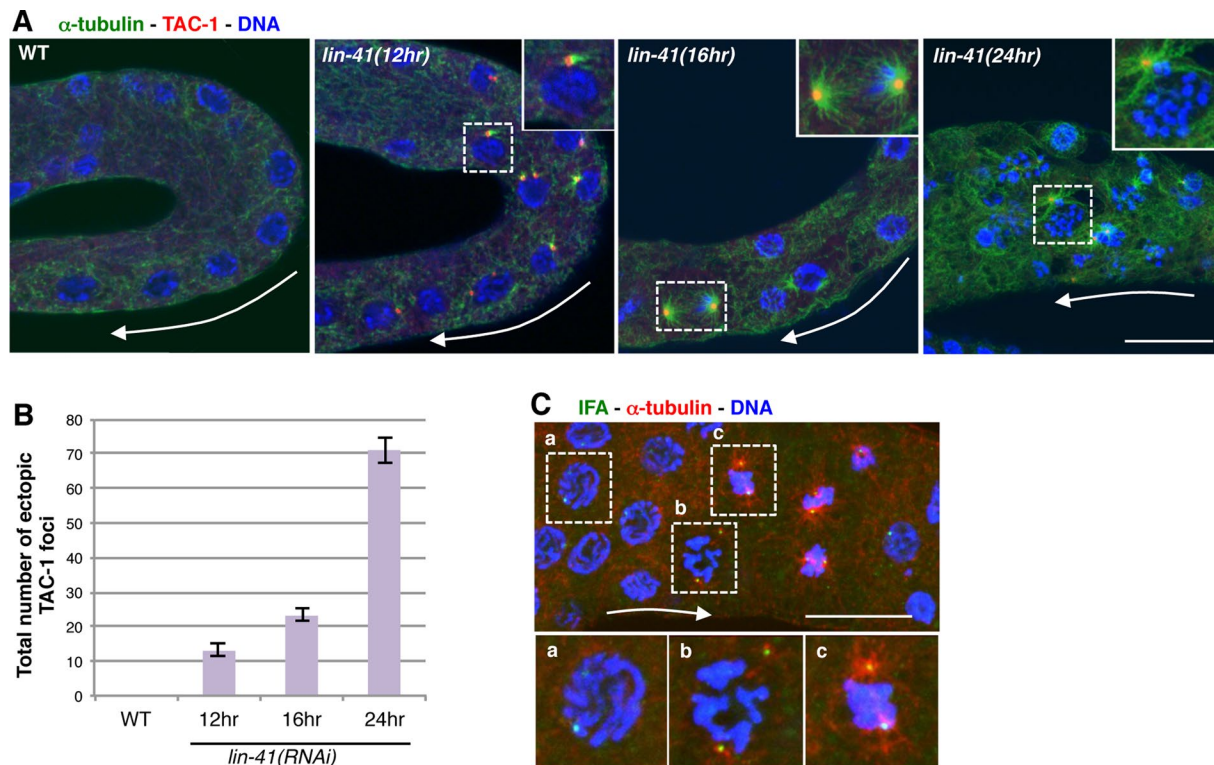 A
α-tubulin - TAC-1 - DNA
WT
lin-41(12hr)
lin-41(16hr)
lin-41(24hr)
B
Total number of ectopic
TAC-1 foci
80
70
60
50
40
30
20
10
0
WT
12hr
16hr
24hr
lin-41(RNAi)
C
IFA - α-tubulin - DNA
a
b
c
a
b
c